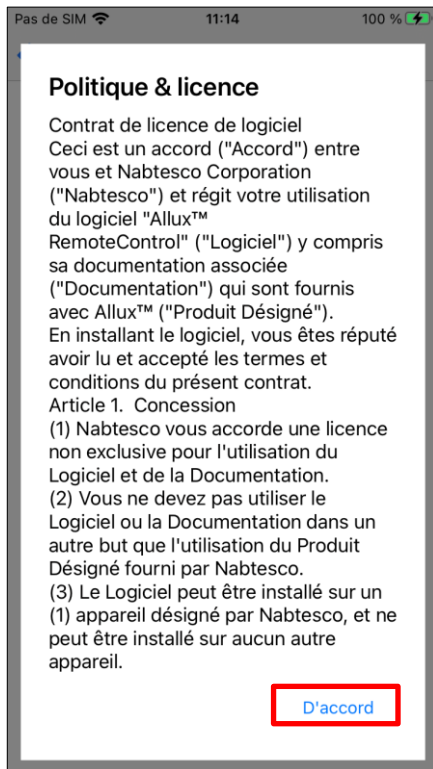 Pas de SIM 11:14 100 %
Politique & licence
Contrat de licence de logiciel
Ceci est un accord ("Accord") entre
vous et Nabtesco Corporation
("Nabtesco") et régit votre utilisation
du logiciel "Allux™
RemoteControl" ("Logiciel") y compris
sa documentation associée
("Documentation") qui sont fournis
avec Allux™ ("Produit Désigné").
En installant le logiciel, vous êtes réputé
avoir lu et accepté les termes et
conditions du présent contrat.
Article 1.  Concession
(1) Nabtesco vous accorde une licence
non exclusive pour l'utilisation du
Logiciel et de la Documentation.
(2) Vous ne devez pas utiliser le
Logiciel ou la Documentation dans un
autre but que l'utilisation du Produit
Désigné fourni par Nabtesco.
(3) Le Logiciel peut être installé sur un
(1) appareil désigné par Nabtesco, et ne
peut être installé sur aucun autre
appareil.
D'accord